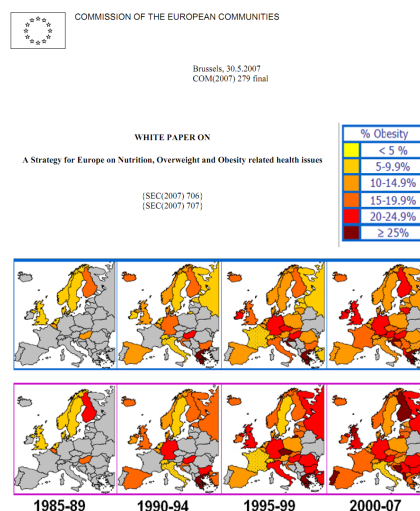 COMMISSION OF THE EUROPEAN COMMUNITIES
Brussels, 30.5.2007
COM(2007) 279 final
WHITE PAPER ON
A Strategy for Europe on Nutrition, Overweight and Obesity related health issues
{SEC(2007) 706}
{SEC(2007) 707}
% Obesity
< 5 %
5-9.9%
10-14.9%
15-19.9%
20-24.9%
≥ 25%
1985-89 1990-94 1995-99 2000-07